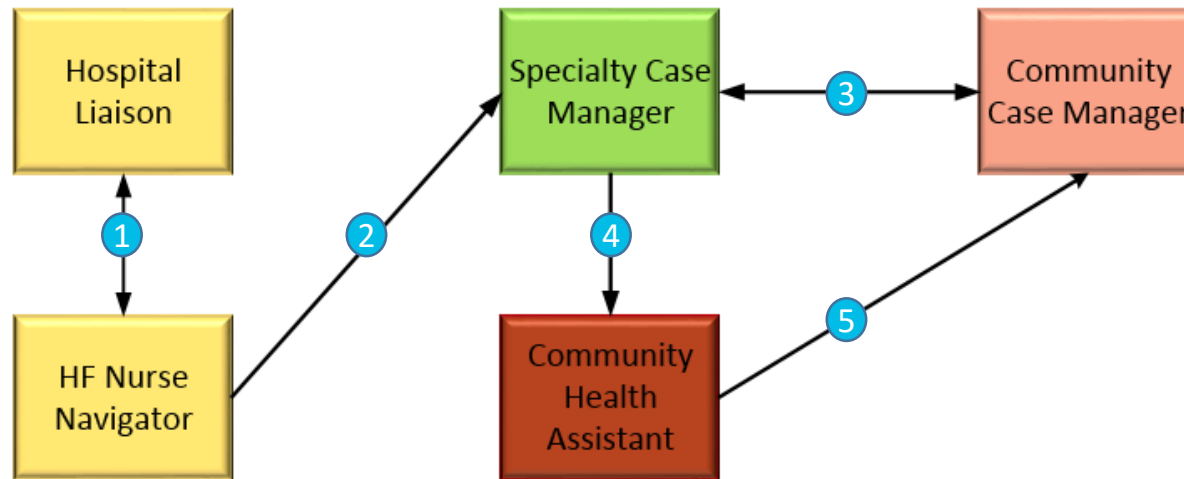 Hospital
Liaison
Specialty Case
Manager
Community
Case Manager
3
1
2
4
HF Nurse
Navigator
Community
Health
Assistant
5